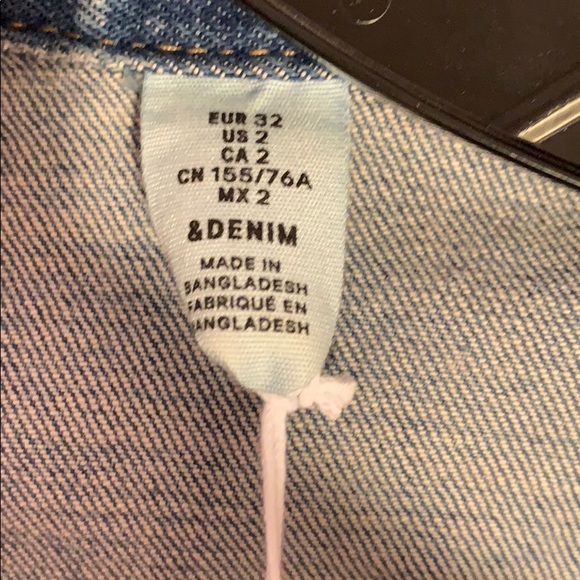 EUR 32
US 2
CA 2
CN 155/76A
MX 2
&DENIM
MADE IN
BANGLADESH
FABRIQUÉ EN
BANGLADESH